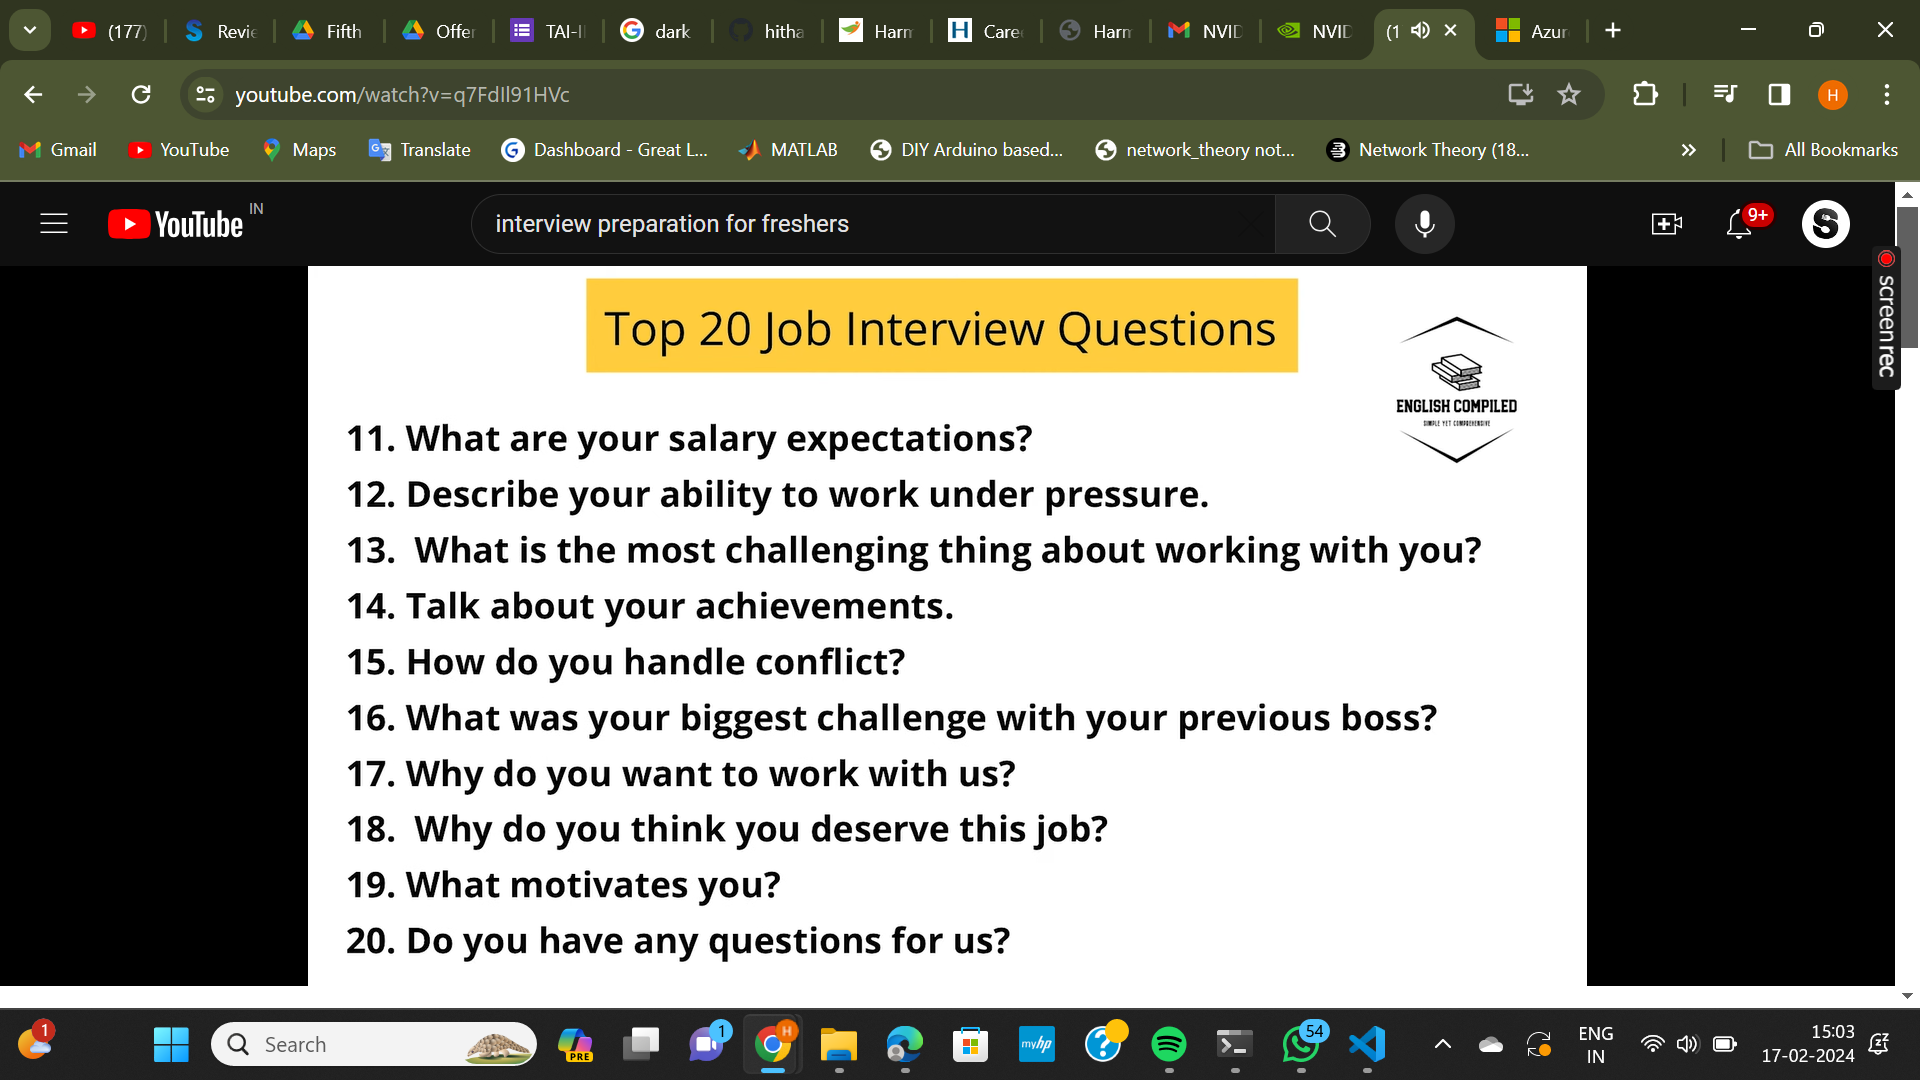 (177)
Revie
Fifth
Offer
TAI-II
dark
hitha
Harm
Care
Harm
NVID
NVID
(1
Azur
youtube.com/watch?v=q7FdIl91HVc
H
Gmail
YouTube
Maps
Translate
Dashboard - Great L...
MATLAB
DIY Arduino based...
network_theory not...
Network Theory (18...
All Bookmarks
YouTube IN
interview preparation for freshers
9+
screenrec
Top 20 Job Interview Questions
ENGLISH COMPILED
SIMPLE YET COMPREHENSIVE
11. What are your salary expectations?
12. Describe your ability to work under pressure.
13. What is the most challenging thing about working with you?
14. Talk about your achievements.
15. How do you handle conflict?
16. What was your biggest challenge with your previous boss?
17. Why do you want to work with us?
18. Why do you think you deserve this job?
19. What motivates you?
20. Do you have any questions for us?
1
Search
PRE
1
H
myhp
54
ENG
IN
15:03
17-02-2024